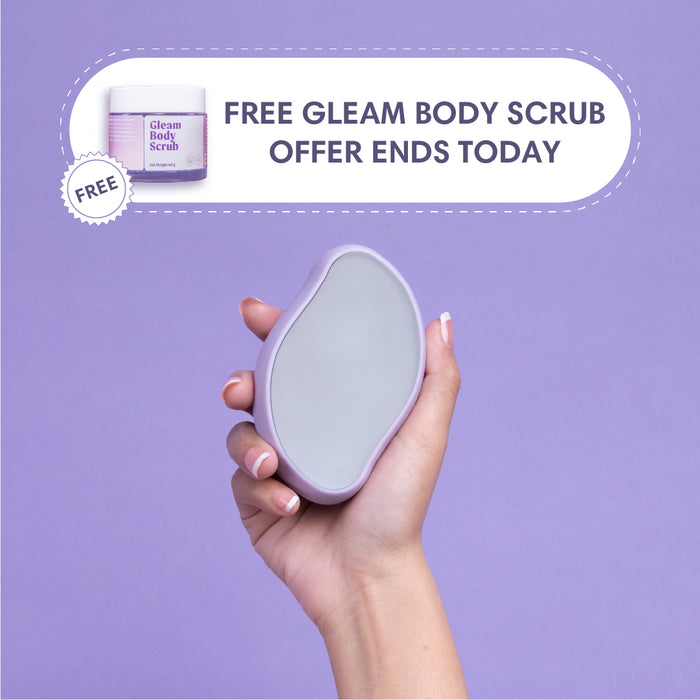 FREE GLEAM BODY SCRUB
OFFER ENDS TODAY
Gleam
Body
Scrub
FREE